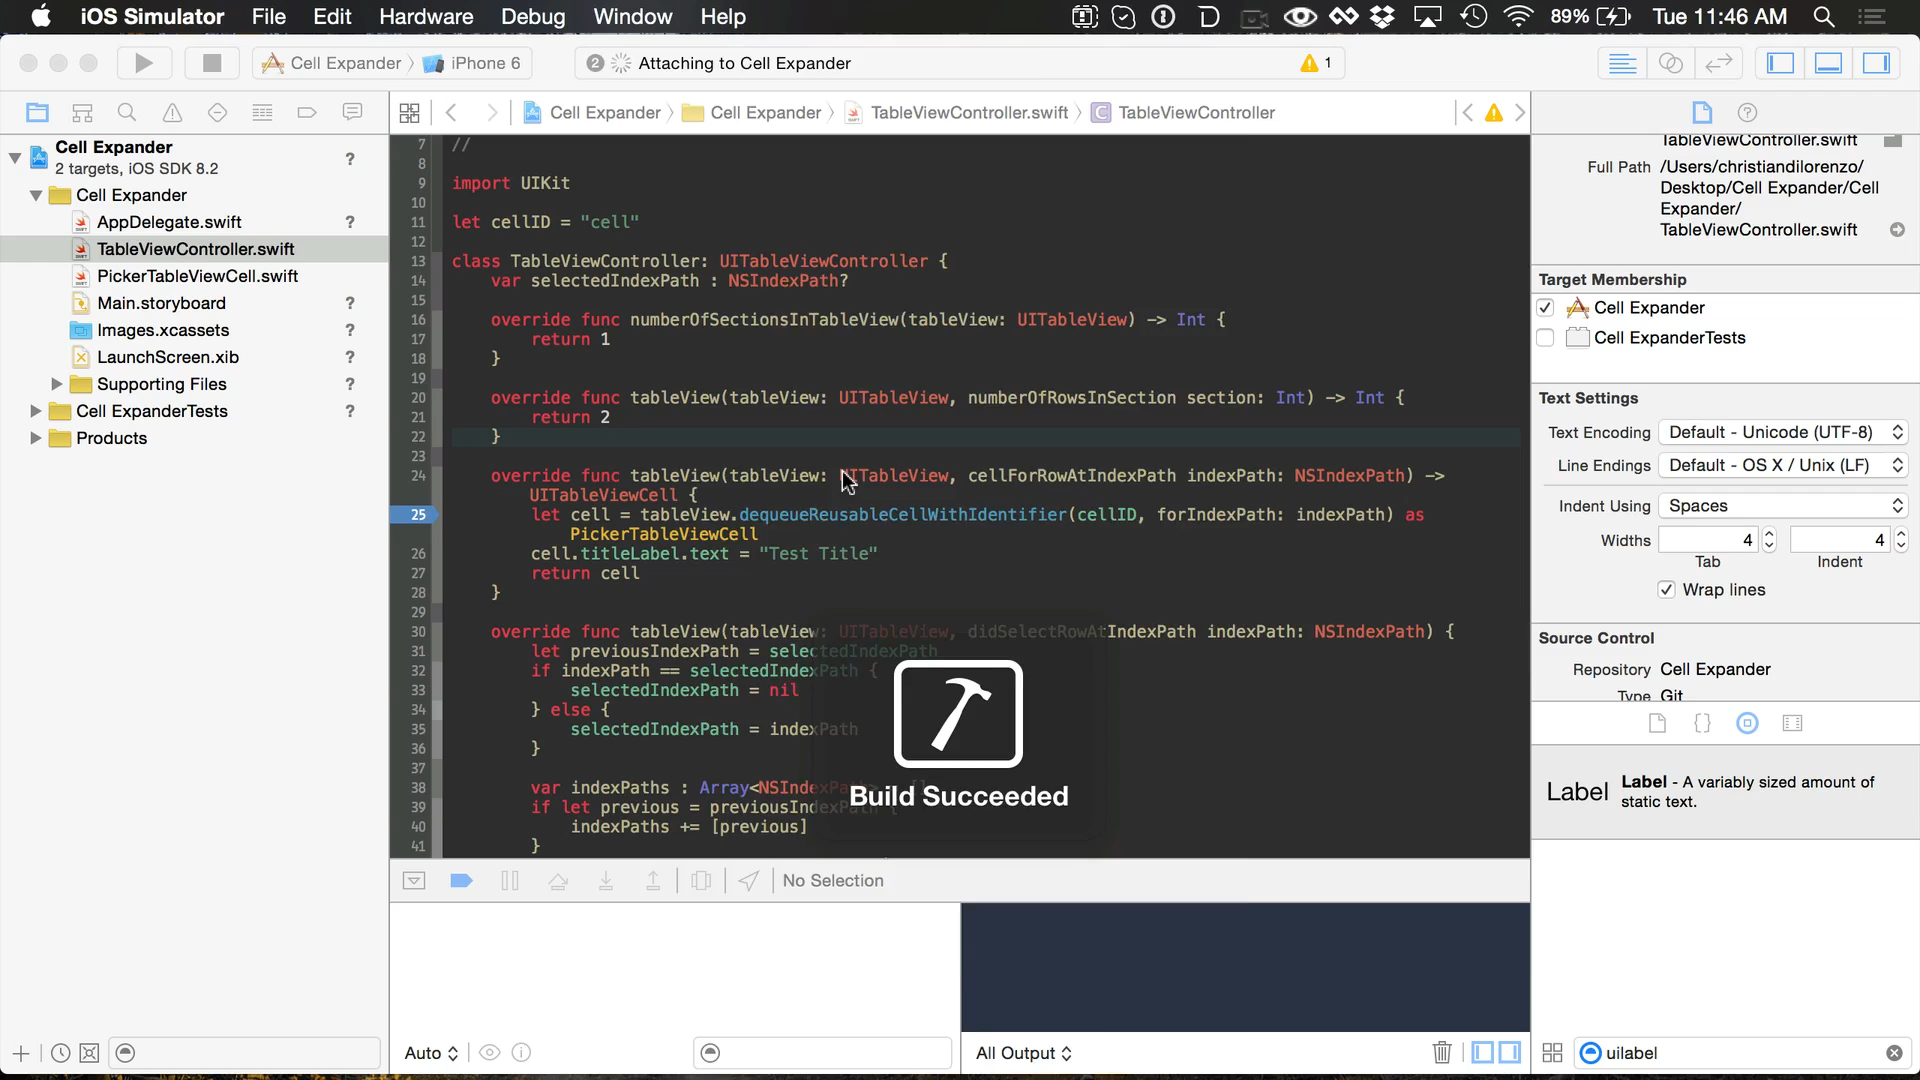 iOS Simulator File Edit Hardware Debug Window Help 89% Tue 11:46 AM
Cell Expander iPhone 6 2 Attaching to Cell Expander 1
Cell Expander Cell Expander TableViewController.swift TableViewController
Cell Expander
2 targets, iOS SDK 8.2 ?
Cell Expander
AppDelegate.swift ?
TableViewController.swift
PickerTableViewCell.swift
Main.storyboard ?
Images.xcassets ?
LaunchScreen.xib ?
Supporting Files ?
Cell ExpanderTests ?
Products
7 //
8
9 import UIKit
10
11 let cellID = "cell"
12
13 class TableViewController: UITableViewController {
14 var selectedIndexPath : NSIndexPath?
15
16 override func numberOfSectionsInTableView(tableView: UITableView) -> Int {
17 return 1
18 }
19
20 override func tableView(tableView: UITableView, numberOfRowsInSection section: Int) -> Int {
21 return 2
22 }
23
24 override func tableView(tableView: UITableView, cellForRowAtIndexPath indexPath: NSIndexPath) ->
UITableViewCell {
25 let cell = tableView.dequeueReusableCellWithIdentifier(cellID, forIndexPath: indexPath) as
PickerTableViewCell
26 cell.titleLabel.text = "Test Title"
27 return cell
28 }
29
30 override func tableView(tableView: UITableView, didSelectRowAtIndexPath indexPath: NSIndexPath) {
31 let previousIndexPath = selectedIndexPath
32 if indexPath == selectedIndexPath {
33 selectedIndexPath = nil
34 } else {
35 selectedIndexPath = indexPath
36 }
37
38 var indexPaths : Array<NSIndexPath> = []
39 if let previous = previousIndexPath {
40 indexPaths += [previous]
41 }
Build Succeeded
No Selection
Auto
All Output
TableViewController.swift
Full Path /Users/christiandilorenzo/
Desktop/Cell Expander/Cell
Expander/
TableViewController.swift
Target Membership
Cell Expander
Cell ExpanderTests
Text Settings
Text Encoding Default - Unicode (UTF-8)
Line Endings Default - OS X / Unix (LF)
Indent Using Spaces
Widths 4 4
Tab Indent
Wrap lines
Source Control
Repository Cell Expander
Type Git
Label Label - A variably sized amount of
static text.
uilabel